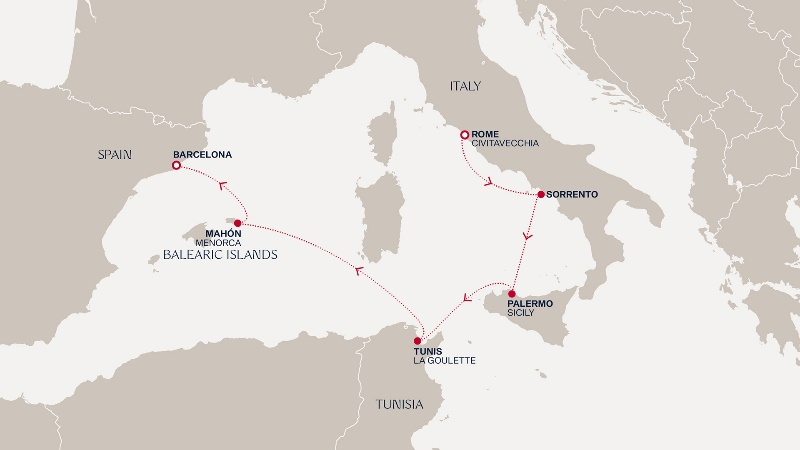 ITALY
ROME
CIVITAVECCHIA
SPAIN
BARCELONA
SORRENTO
MAHÓN
MENORCA
BALEARIC ISLANDS
PALERMO
SICILY
TUNIS
LA GOULETTE
TUNISIA